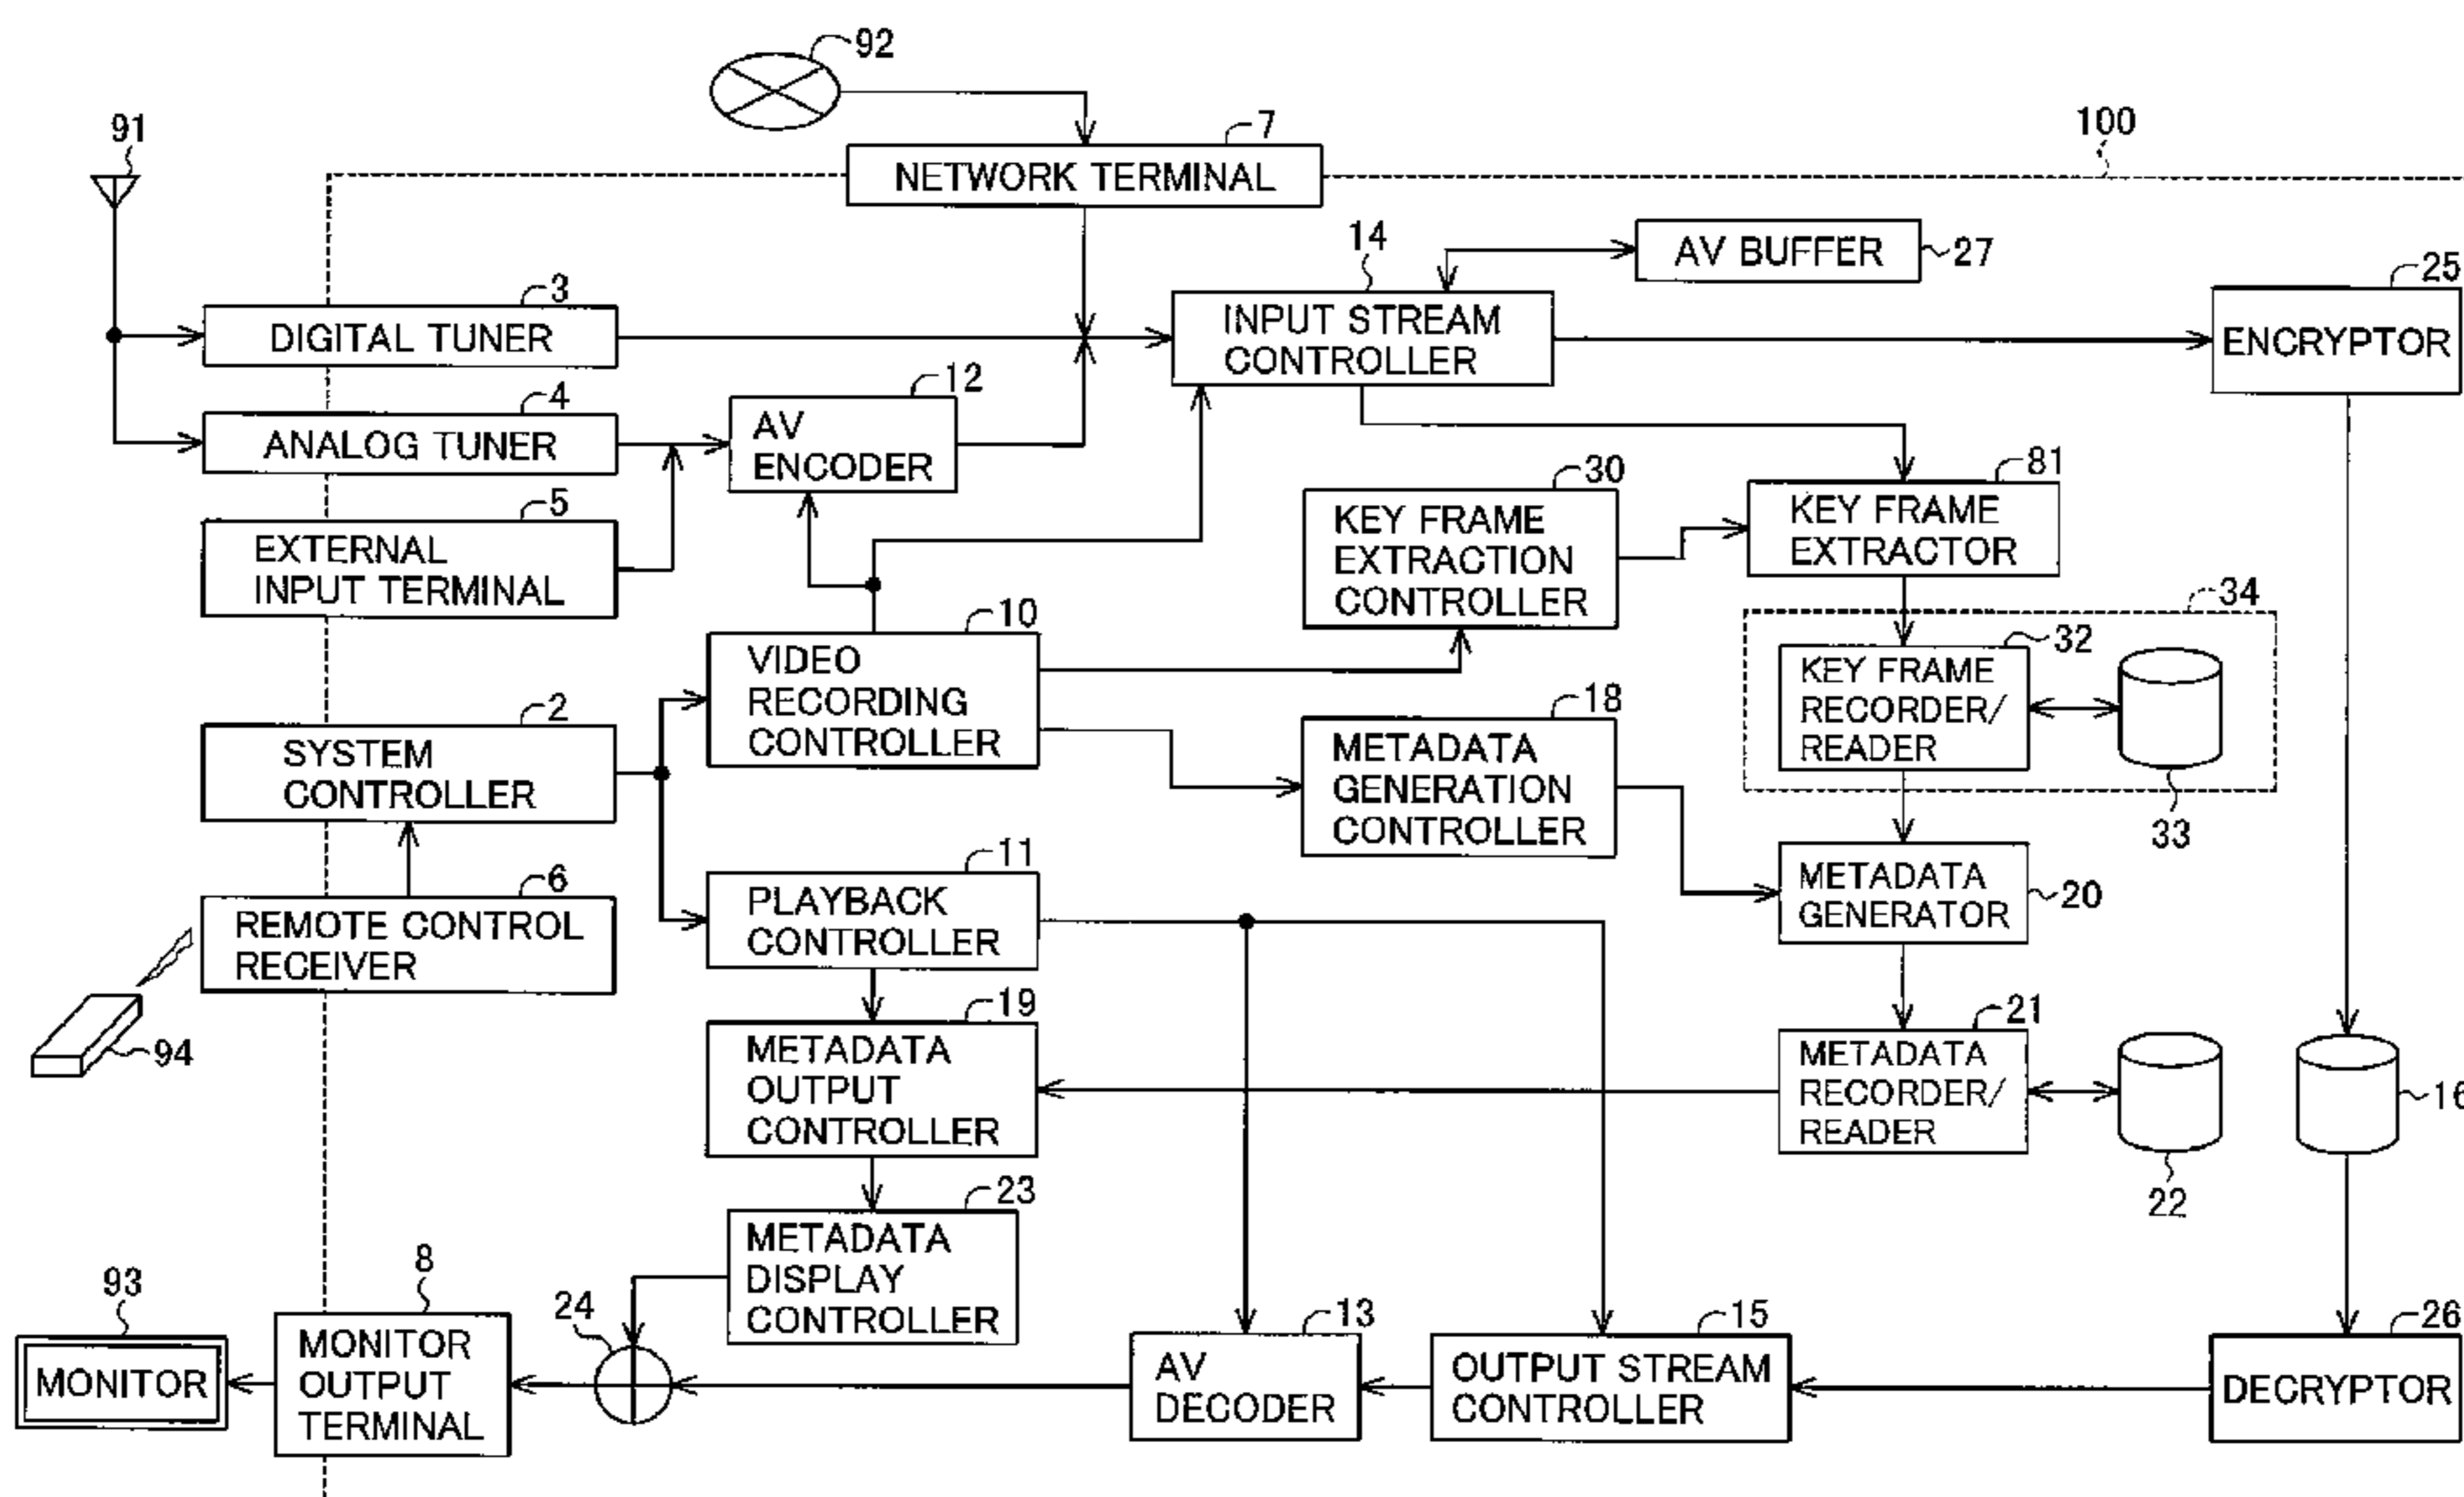 92
91
7
100
NETWORK TERMINAL
14
AV BUFFER
27
25
3
DIGITAL TUNER
INPUT STREAM
CONTROLLER
ENCRYPTOR
4
12
ANALOG TUNER
AV
ENCODER
30
81
5
KEY FRAME
EXTRACTION
CONTROLLER
KEY FRAME
EXTRACTOR
EXTERNAL
INPUT TERMINAL
10
34
32
VIDEO
RECORDING
CONTROLLER
KEY FRAME
RECORDER/
READER
33
2
18
SYSTEM
CONTROLLER
METADATA
GENERATION
CONTROLLER
11
6
PLAYBACK
CONTROLLER
METADATA
GENERATOR
20
REMOTE CONTROL
RECEIVER
94
19
21
METADATA
OUTPUT
CONTROLLER
METADATA
RECORDER/
READER
16
22
23
METADATA
DISPLAY
CONTROLLER
93
8
24
13
15
26
MONITOR
MONITOR
OUTPUT
TERMINAL
AV
DECODER
OUTPUT STREAM
CONTROLLER
DECRYPTOR